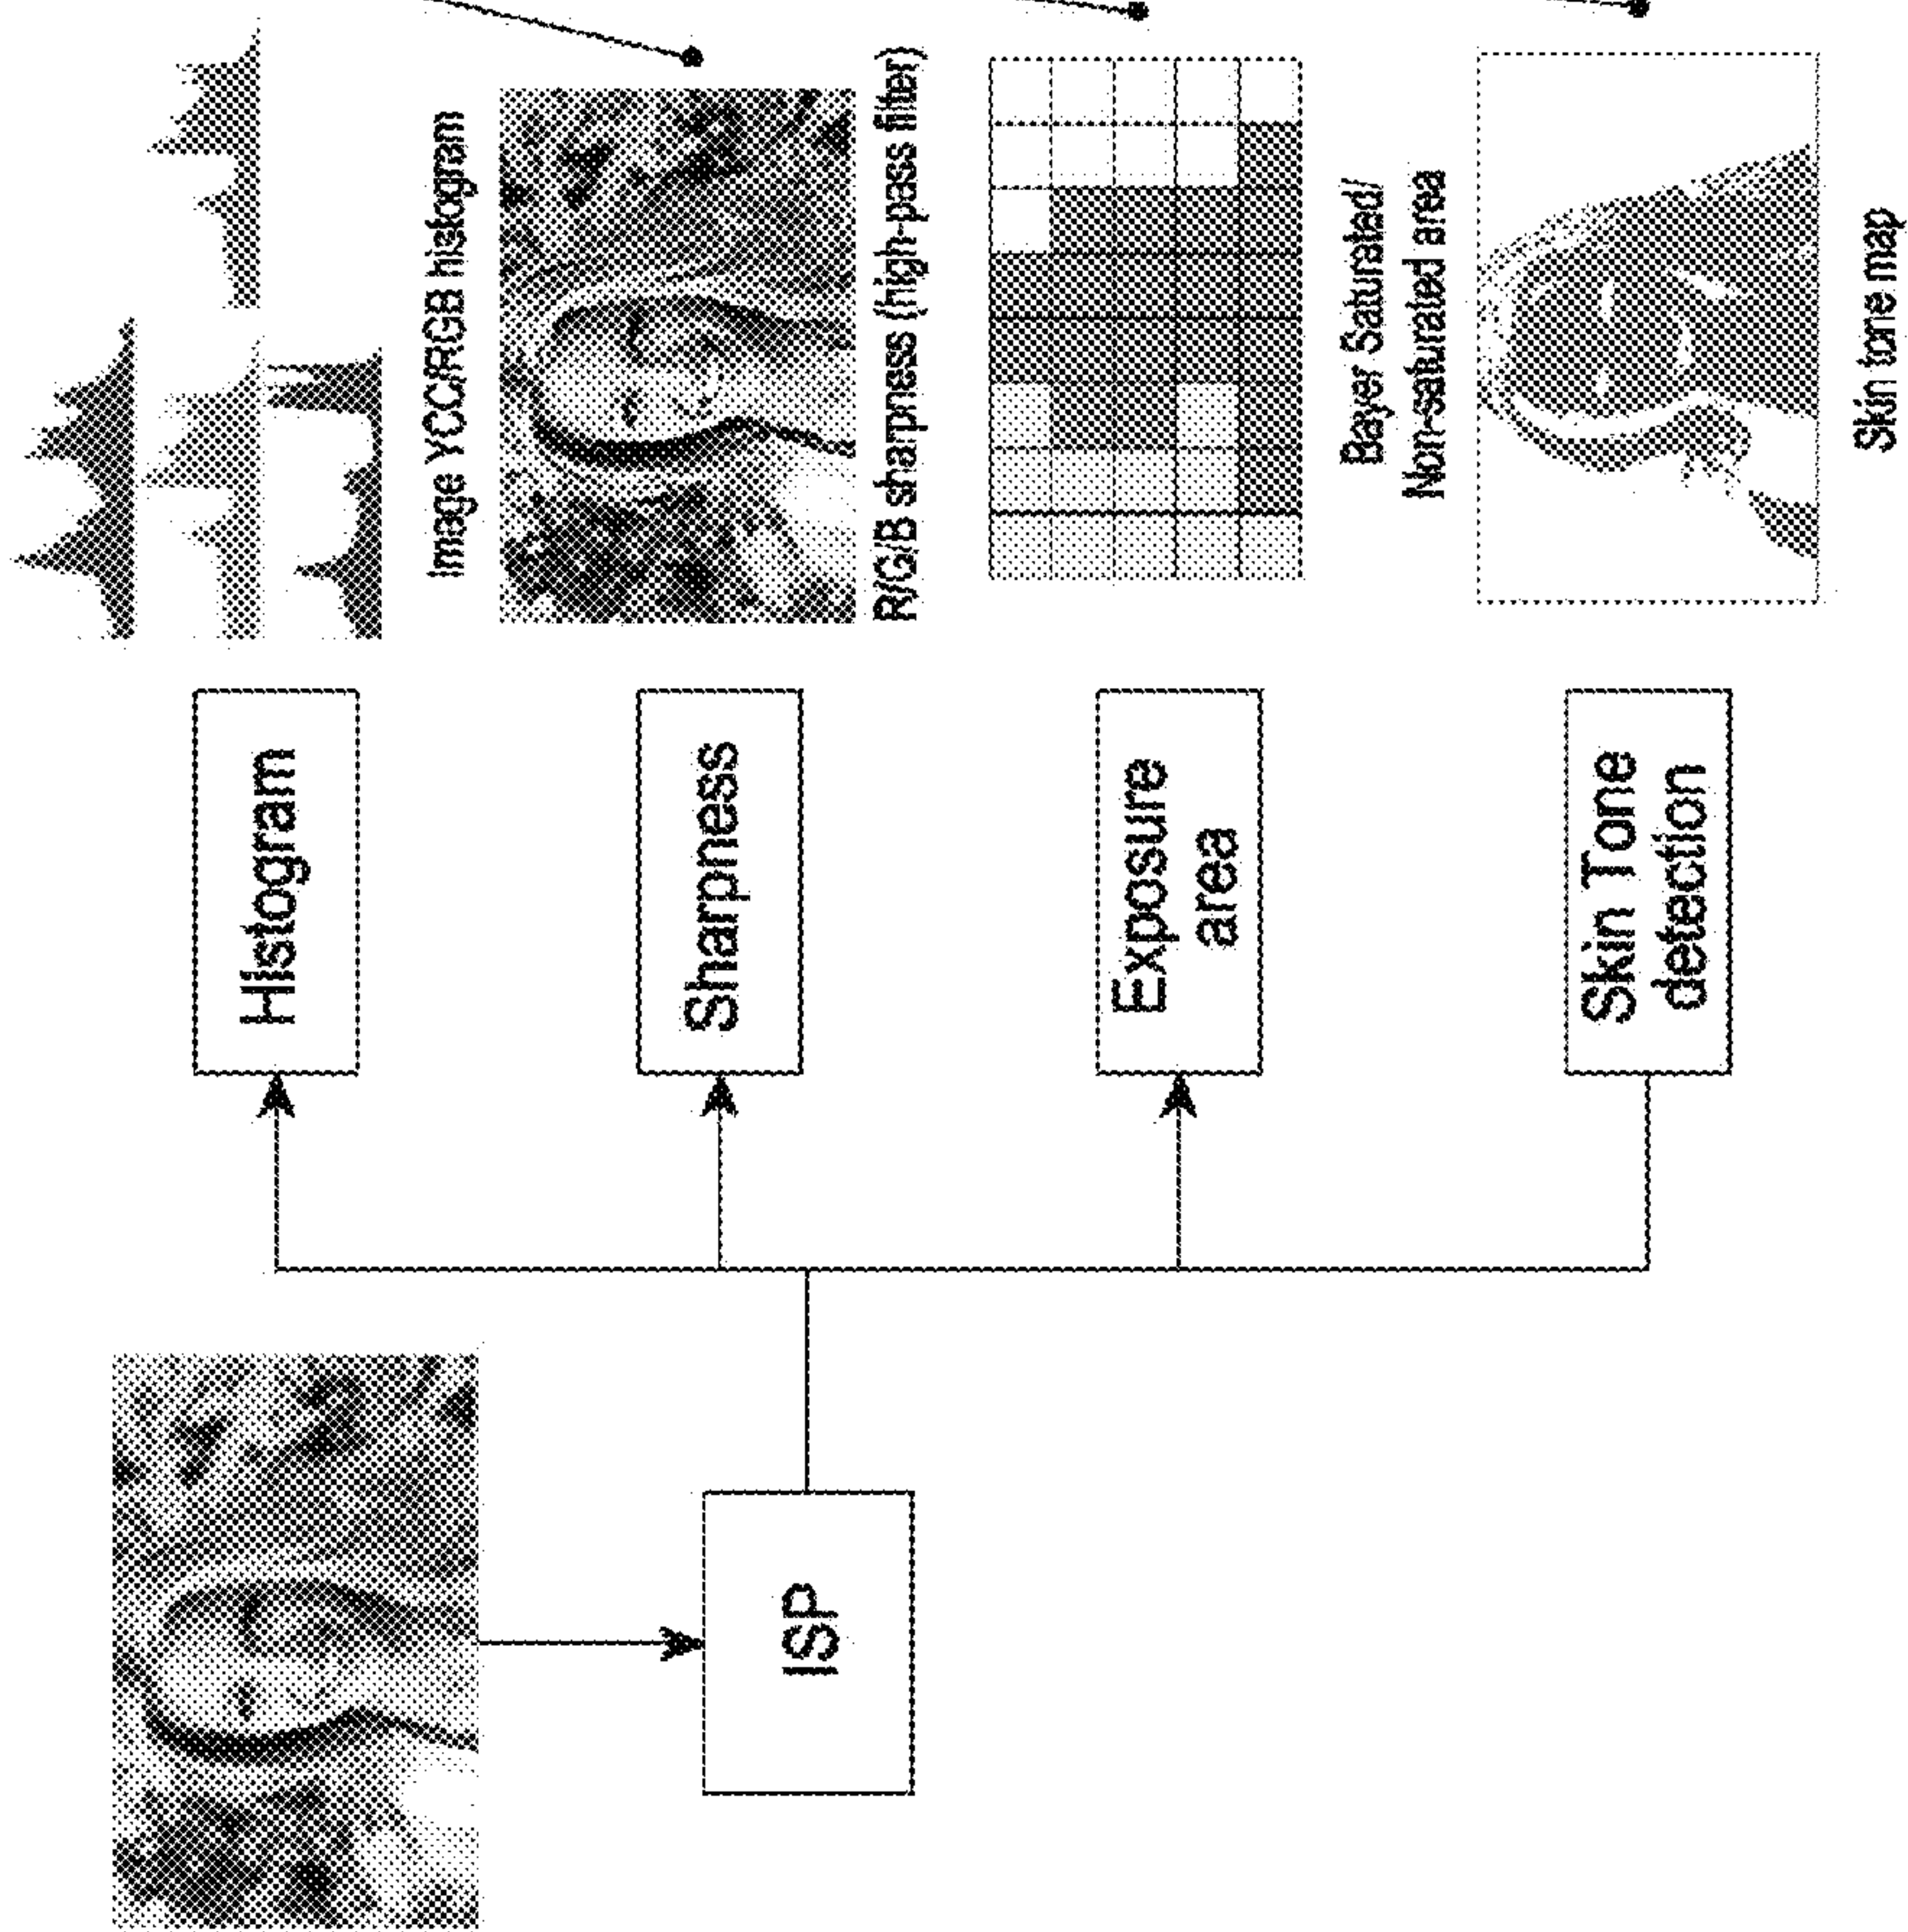 ISP
Histogram
Image YCC/RGB histogram
Sharpness
R/G/B sharpness (high-pass filter)
Exposure
area
Bayer Saturated/
Non-saturated area
Skin Tone
detection
Skin tone map